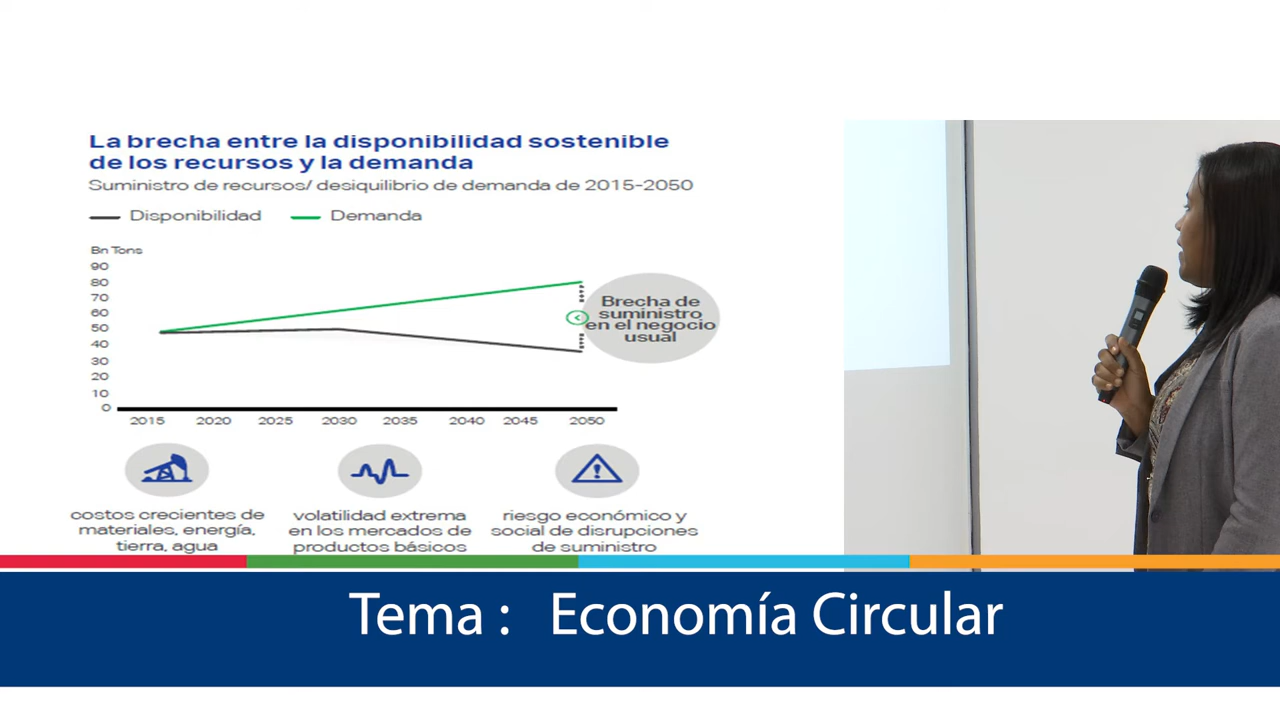 La brecha entre la disponibilidad sostenible
de los recursos y la demanda
Suministro de recursos/ desiquilibrio de demanda de 2015-2050
Disponibilidad Demanda
Bn Tons
90
80
70
60
50
40
30
20
10
0
Brecha de
suministro
en el negocio
usual
2015 2020 2025 2030 2035 2040 2045 2050
costos crecientes de
materiales, energía,
tierra, agua
volatilidad extrema
en los mercados de
productos básicos
riesgo económico y
social de disrupciones
de suministro
Tema : Economía Circular